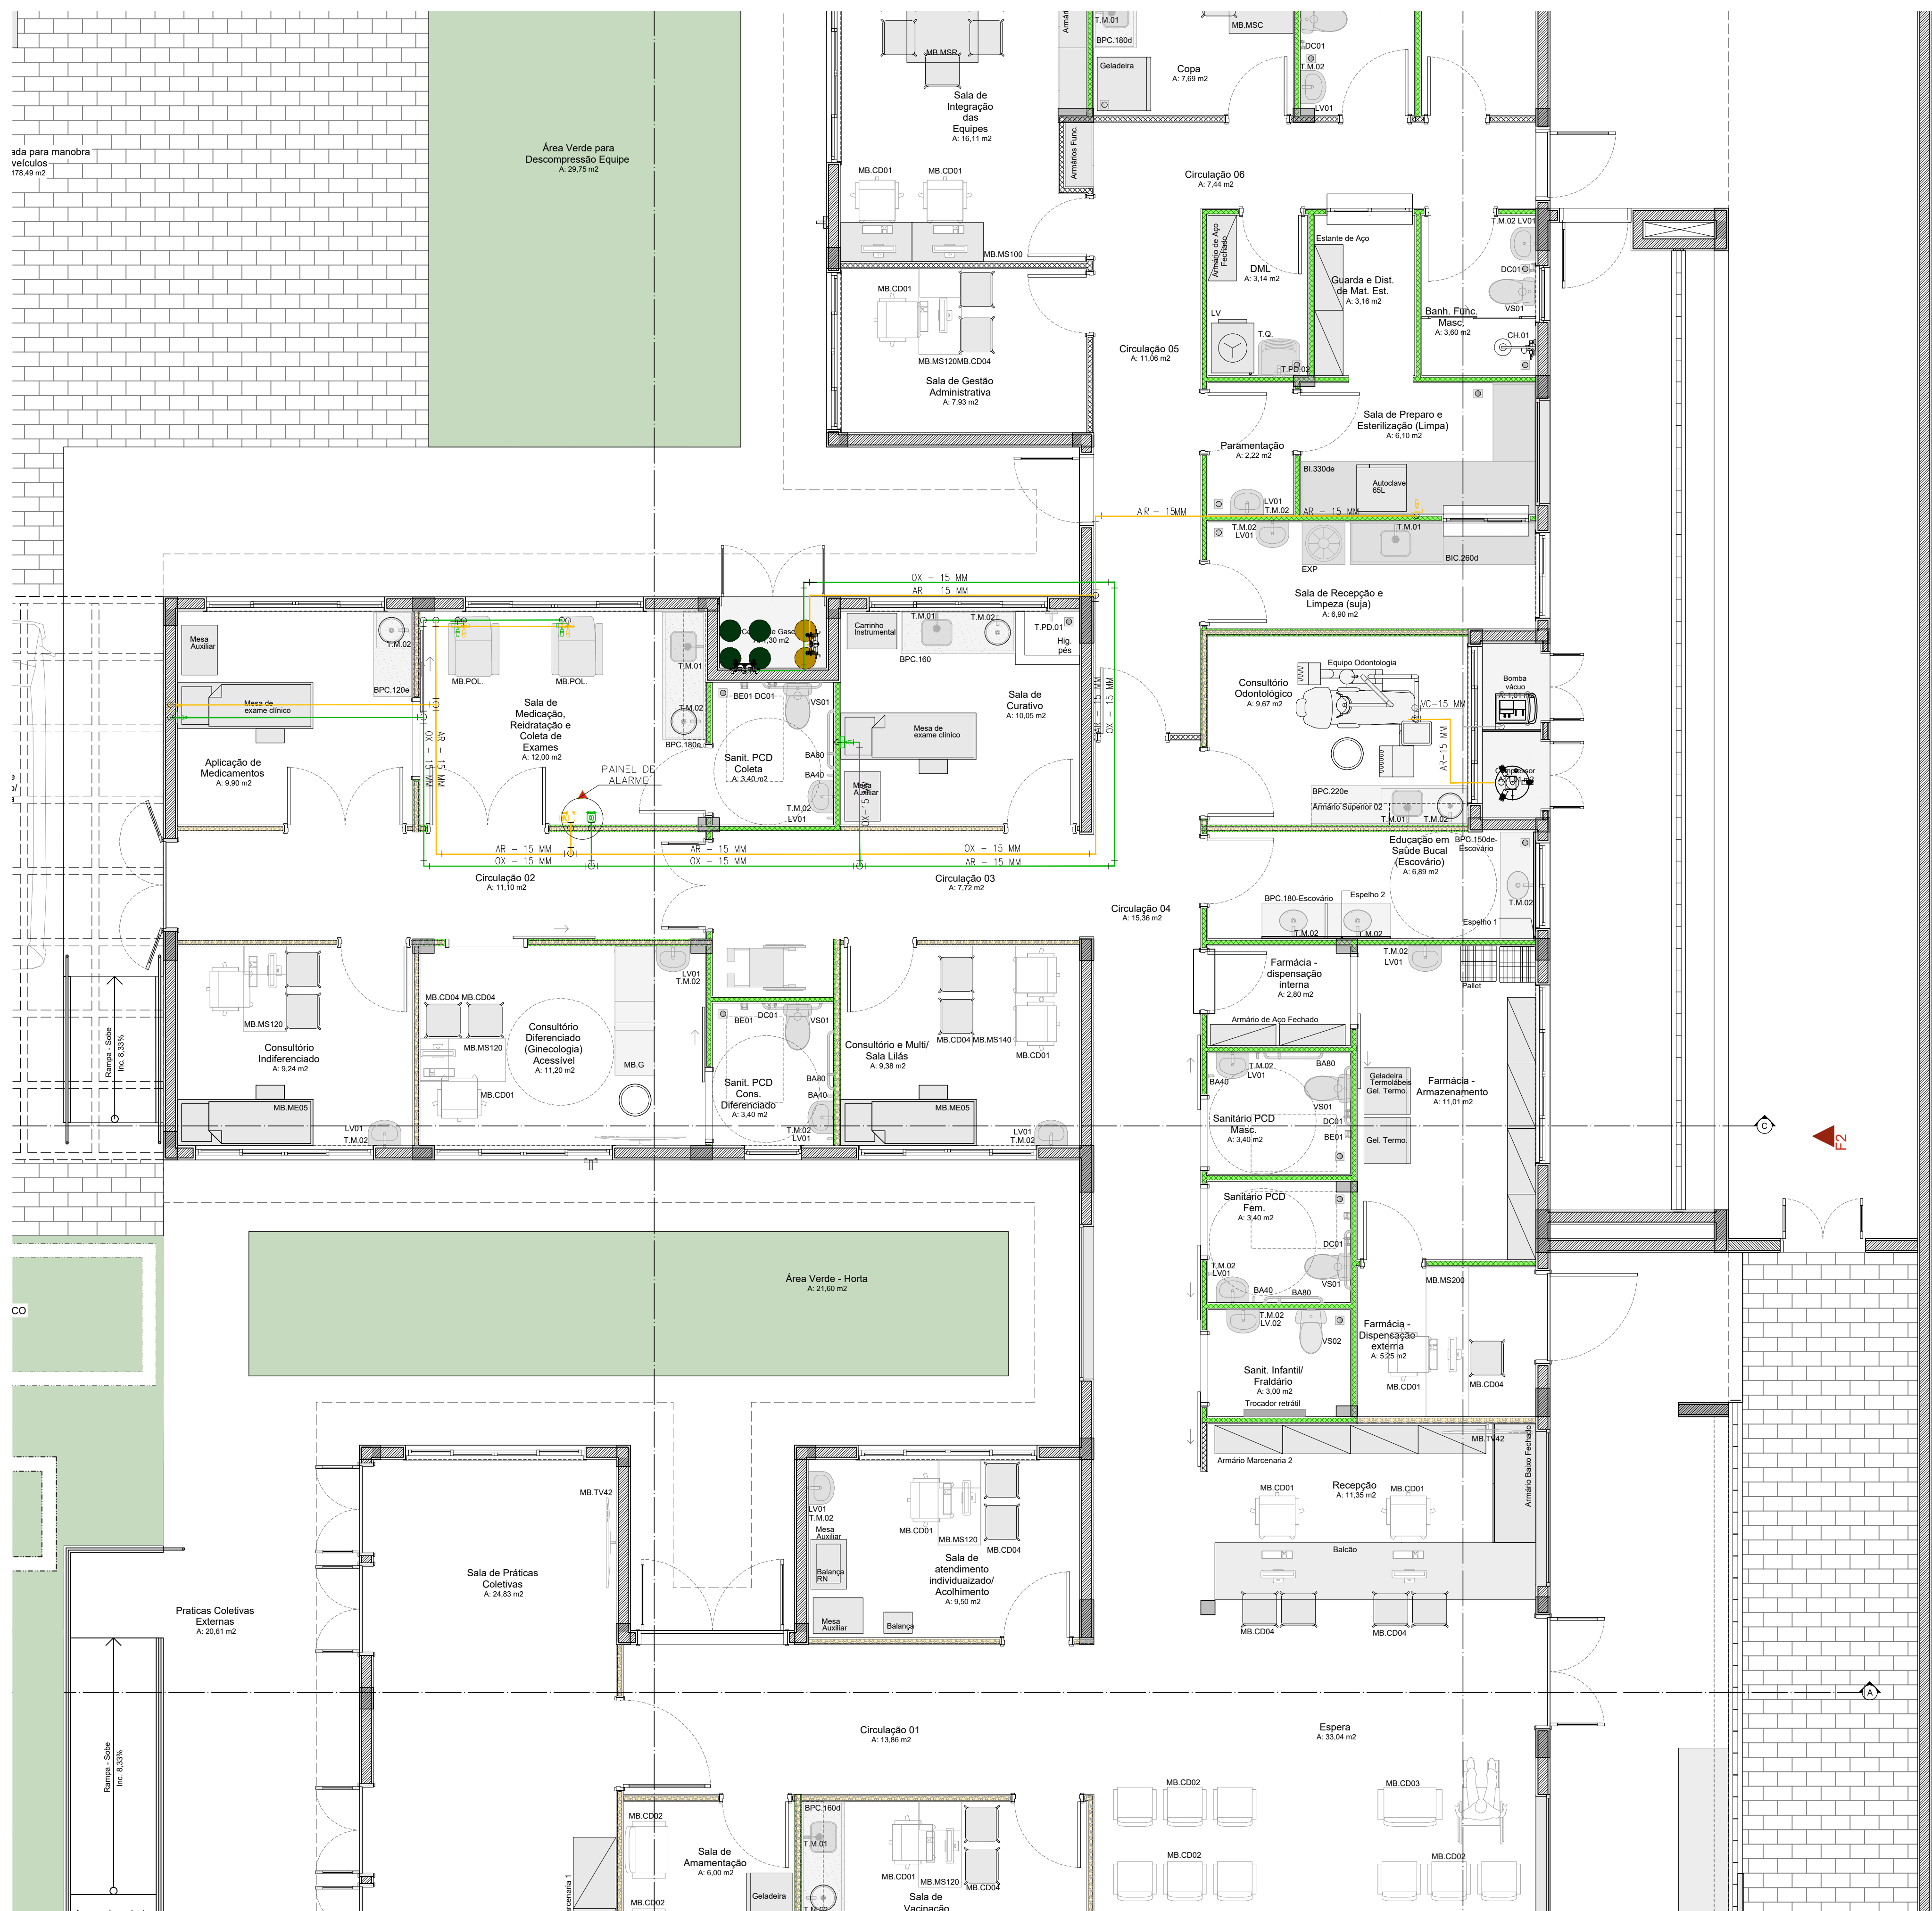 T.M.01
BPC.180d
MB.MSC
DC01
T.M.02
LV01
Geladeira
Copa
A: 7,69 m2
MB.MSR
Sala de
Integração
das
Equipes
A: 16,11 m2
Armários Func.
MB.CD01
MB.CD01
MB.MS100
Área Verde para
Descompressão Equipe
A: 29,75 m2
ada para manobra
veículos
178,49 m2
Circulação 06
A: 7,44 m2
Armário de Aço
Fechado
DML
A: 3,14 m2
LV
T.Q.
T.PD.02
Estante de Aço
Guarda e Dist.
de Mat. Est.
A: 3,16 m2
T.M.02 LV01
DC01
VS01
Banh. Func.
Masc.
A: 3,60 m2
CH.01
MB.CD01
MB.MS120MB.CD04
Sala de Gestão
Administrativa
A: 7,93 m2
Circulação 05
A: 11,06 m2
Sala de Preparo e
Esterilização (Limpa)
A: 6,10 m2
Paramentação
A: 2,22 m2
BI.330de
Autoclave
65L
LV01
T.M.02
AR - 15MM
AR - 15 MM
T.M.02
LV01
T.M.01
EXP
BIC.260d
Sala de Recepção e
Limpeza (suja)
A: 6,90 m2
OX - 15 MM
AR - 15 MM
Mesa
Auxiliar
T.M.02
BPC.120e
Mesa de
exame clínico
Aplicação de
Medicamentos
A: 9,90 m2
MB.POL.
MB.POL.
Sala de
Medicação,
Reidratação e
Coleta de
Exames
A: 12,00 m2
OX - 15 MM
AR - 15 MM
T.M.01
T.M.02
BPC.180e
PAINEL DE
ALARME
BE01 DC01
VS01
Sanit. PCD
Coleta
A: 3,40 m2
BA80
BA40
T.M.02
LV01
Carrinho
Instrumental
T.M.01
T.M.02
T.PD.01
BPC.160
Hig.
pés
Sala de
Curativo
A: 10,05 m2
Mesa de
exame clínico
Mesa
Auxiliar
AR - 15 MM
OX - 15 MM
Equipo Odontologia
Consultório
Odontológico
A: 9,67 m2
VC-15 MM
AR-15 MM
Bomba
vácuo
A: 1,01 m2
BPC.220e
Armário Superior 02
T.M.01
T.M.02
AR - 15 MM
OX - 15 MM
AR - 15 MM
OX - 15 MM
OX - 15 MM
AR - 15 MM
Circulação 02
A: 11,10 m2
Circulação 03
A: 7,72 m2
Circulação 04
A: 15,36 m2
Educação em
Saúde Bucal
(Escovário)
A: 6,89 m2
BPC.150de-
Escovário
BPC.180-Escovário
Espelho 2
T.M.02
T.M.02
T.M.02
Espelho 1
Rampa - Sobe
Inc. 8,33%
MB.MS120
Consultório
Indiferenciado
A: 9,24 m2
MB.ME05
LV01
T.M.02
MB.CD04 MB.CD04
MB.MS120
MB.CD01
Consultório
Diferenciado
(Ginecologia)
Acessível
A: 11,20 m2
MB.G
LV01
T.M.02
BE01
DC01
VS01
Sanit. PCD
Cons.
Diferenciado
A: 3,40 m2
BA80
BA40
T.M.02
LV01
Consultório e Multi/
Sala Lilás
A: 9,38 m2
MB.CD04 MB.MS140
MB.CD01
MB.ME05
LV01
T.M.02
Farmácia -
dispensação
interna
A: 2,80 m2
Armário de Aço Fechado
T.M.02
LV01
Pallet
Geladeira
Termolábeis
Gel. Termo.
Gel. Termo.
Farmácia -
Armazenamento
A: 11,01 m2
T.M.02
LV01
BA40
BA80
VS01
DC01
BE01
Sanitário PCD
Masc.
A: 3,40 m2
C
F2
Sanitário PCD
Fem.
A: 3,40 m2
DC01
VS01
T.M.02
LV01
BA40
BA80
MB.MS200
T.M.02
LV.02
VS02
Sanit. Infantil/
Fraldário
A: 3,00 m2
Trocador retrátil
Farmácia -
Dispensação
externa
A: 5,25 m2
MB.CD01
MB.CD04
Área Verde - Horta
A: 21,60 m2
CO
MB.TV42
Armário Marcenaria 2
Armário Baixo Fechado
Recepção
A: 11,35 m2
MB.CD01
MB.CD01
Balcão
MB.CD04
MB.CD04
MB.TV42
Sala de Práticas
Coletivas
A: 24,83 m2
LV01
T.M.02
Mesa
Auxiliar
Balança
RN
Mesa
Auxiliar
Balança
MB.CD01
MB.MS120
MB.CD04
Sala de
atendimento
individuaizado/
Acolhimento
A: 9,50 m2
Praticas Coletivas
Externas
A: 20,61 m2
Rampa - Sobe
Inc. 8,33%
A
Circulação 01
A: 13,86 m2
Espera
A: 33,04 m2
MB.CD02
MB.CD03
MB.CD02
MB.CD02
MB.CD02
Sala de
Amamentação
A: 6,00 m2
MB.CD02
Geladeira
BPC.160d
T.M.01
MB.CD01
MB.MS120
MB.CD04
Sala de
Vacinação